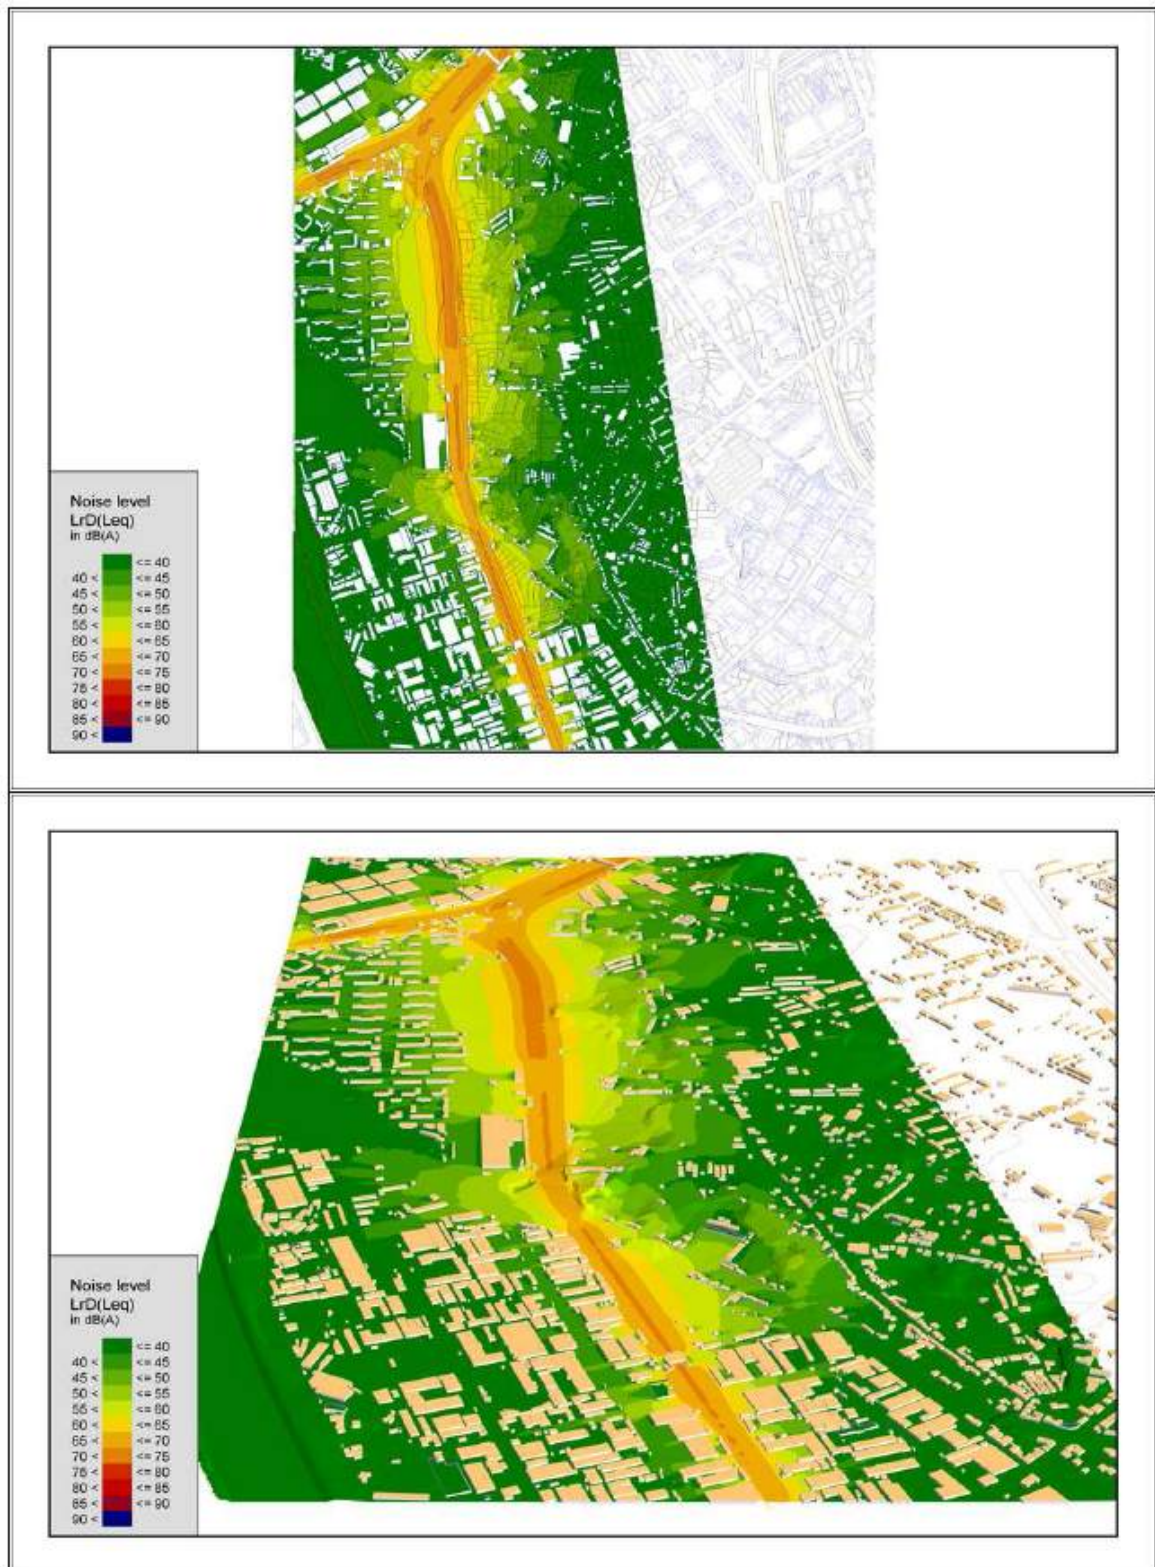 Noise level
LrD(Leq)
in dB(A)
<= 40
40 < <= 45
45 < <= 50
50 < <= 55
55 < <= 60
60 < <= 65
65 < <= 70
70 < <= 75
75 < <= 80
80 < <= 85
85 < <= 90
90 <
Noise level
LrD(Leq)
in dB(A)
<= 40
40 < <= 45
45 < <= 50
50 < <= 55
55 < <= 60
60 < <= 65
65 < <= 70
70 < <= 75
75 < <= 80
80 < <= 85
85 < <= 90
90 <